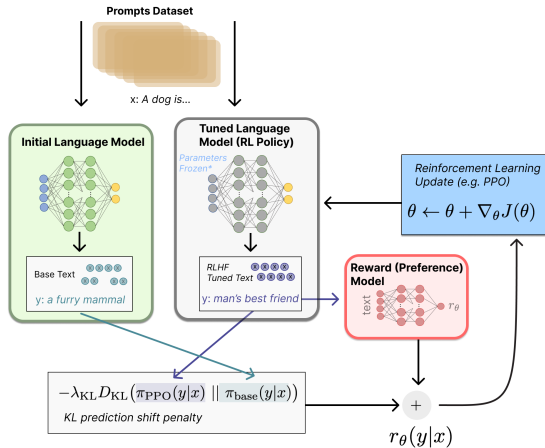 Prompts Dataset
x: A dog is...
Initial Language Model
Tuned Language
Model (RL Policy)
Parameters
Frozen*
Reinforcement Learning
Update (e.g. PPO)
θ ← θ + ∇θJ(θ)
Base Text
y: a furry mammal
RLHF
Tuned Text
y: man's best friend
Reward (Preference)
Model
text
rθ
−λKL DKL(πPPO(y|x) || πbase(y|x))
KL prediction shift penalty
+
rθ(y|x)